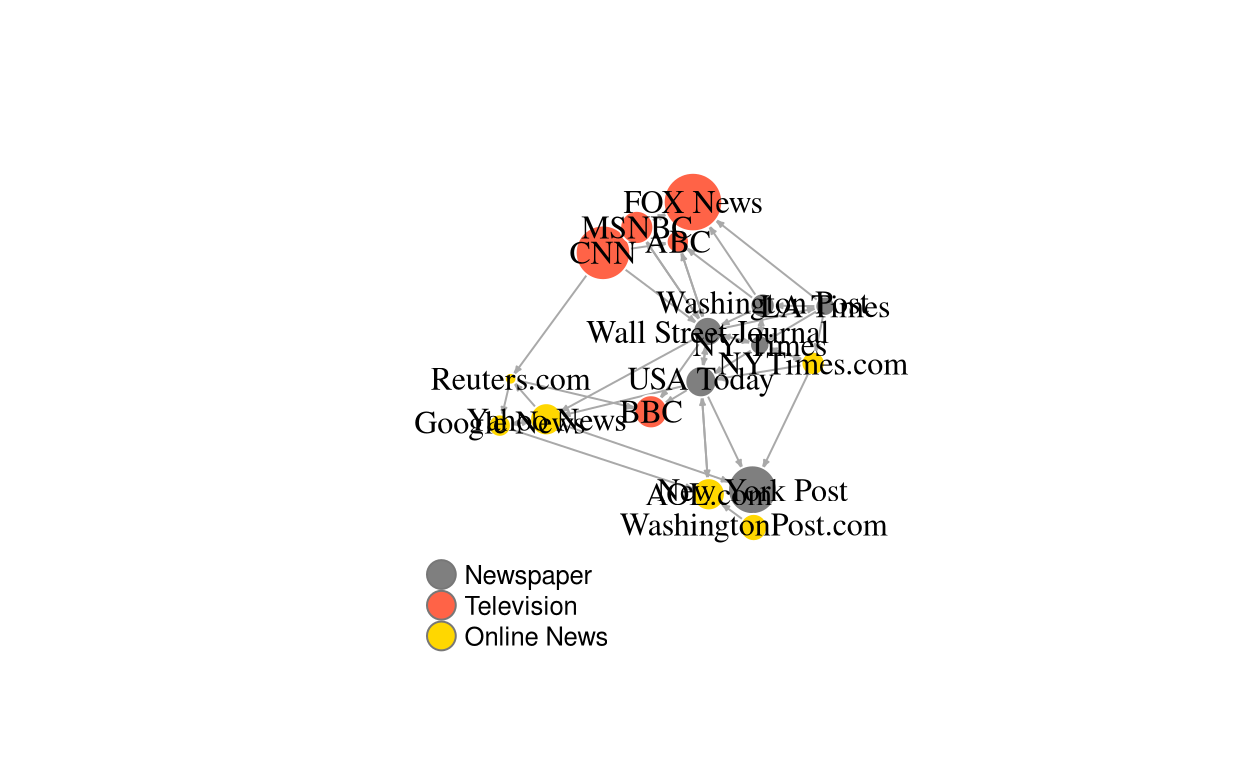 FOX News
MSNBC
ABC
CNN
Washington Post
LA Times
Wall Street Journal
NY Times
NYTimes.com
Reuters.com
USA Today
BBC
Google News
Yahoo News
New York Post
AOL.com
WashingtonPost.com
Newspaper
Television
Online News